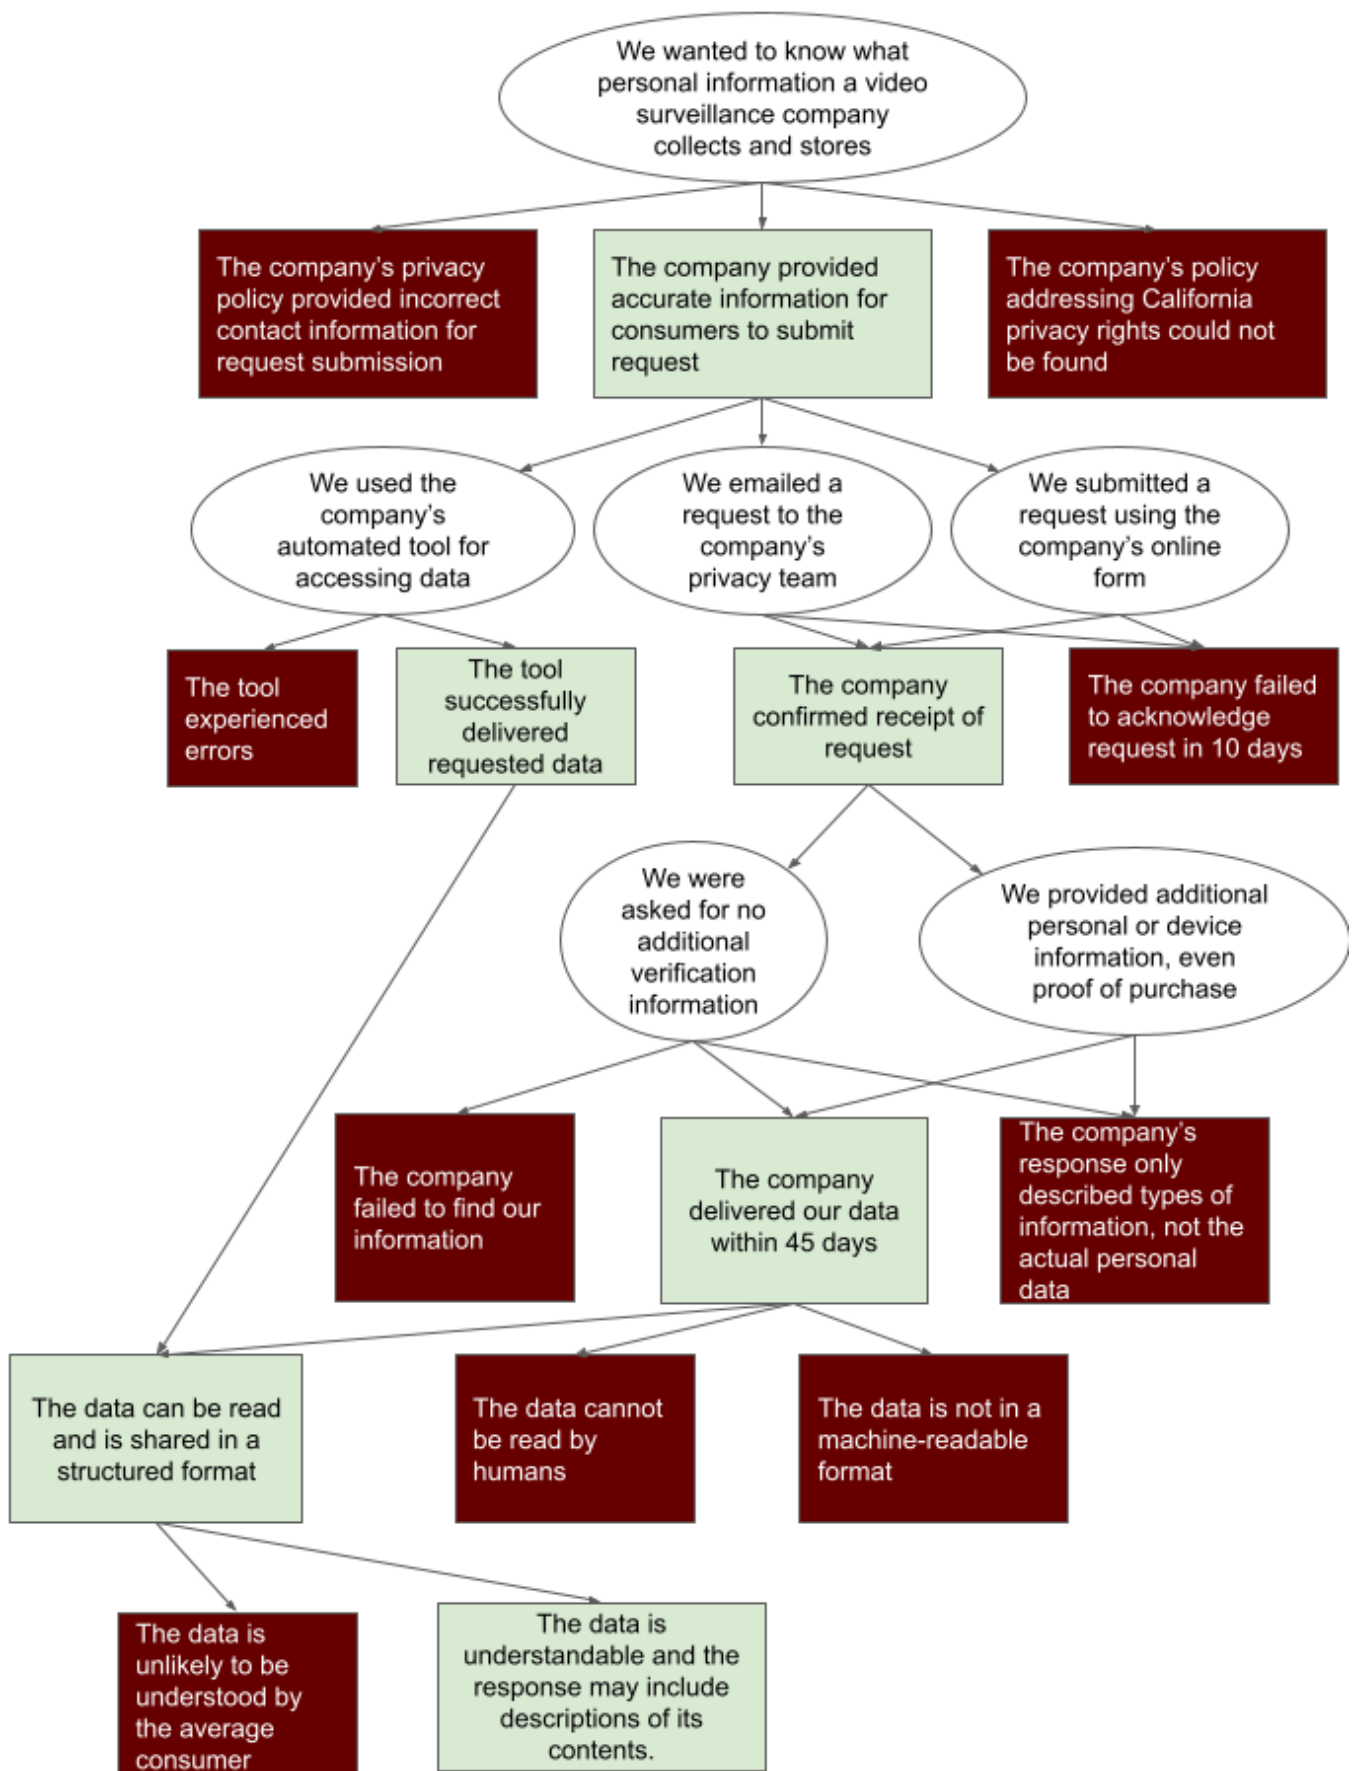 We wanted to know what
personal information a video
surveillance company
collects and stores
The company’s privacy
policy provided incorrect
contact information for
request submission
The company provided
accurate information for
consumers to submit
request
The company’s policy
addressing California
privacy rights could not
be found
We used the
company’s
automated tool for
accessing data
We emailed a
request to the
company’s
privacy team
We submitted a
request using the
company’s online
form
The tool
experienced
errors
The tool
successfully
delivered
requested data
The company
confirmed receipt of
request
The company failed
to acknowledge
request in 10 days
We were
asked for no
additional
verification
information
We provided additional
personal or device
information, even
proof of purchase
The company
failed to find our
information
The company
delivered our data
within 45 days
The company’s
response only
described types of
information, not the
actual personal
data
The data can be read
and is shared in a
structured format
The data cannot
be read by
humans
The data is not in a
machine-readable
format
The data is
unlikely to be
understood by
the average
consumer
The data is
understandable and the
response may include
descriptions of its
contents.